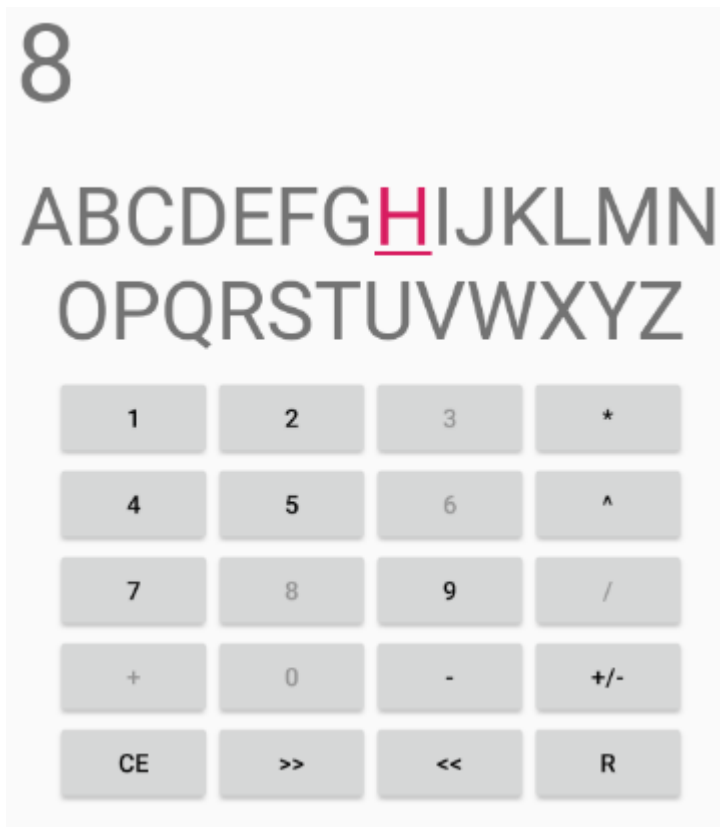 8
ABCDEFGHIJKLMN
OPQRSTUVWXYZ
1 2 3 *
4 5 6 ^
7 8 9 /
+ 0 - +/-
CE >> << R